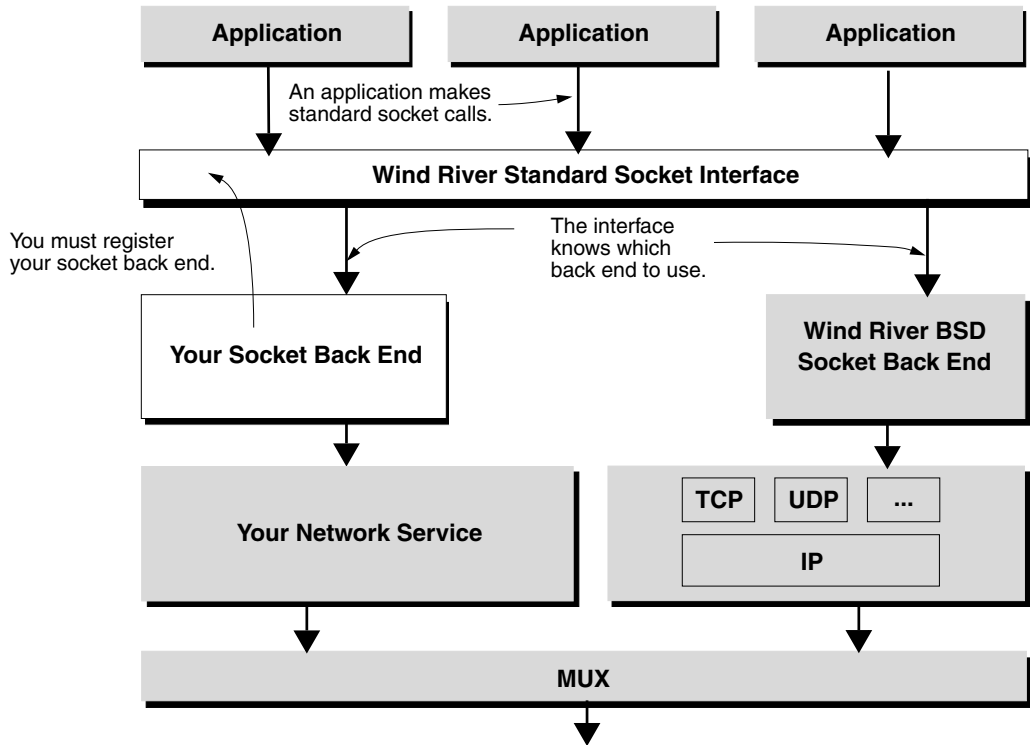 Application
Application
Application
An application makes
standard socket calls.
Wind River Standard Socket Interface
You must register
your socket back end.
The interface
knows which
back end to use.
Your Socket Back End
Wind River BSD
Socket Back End
Your Network Service
TCP
UDP
...
IP
MUX